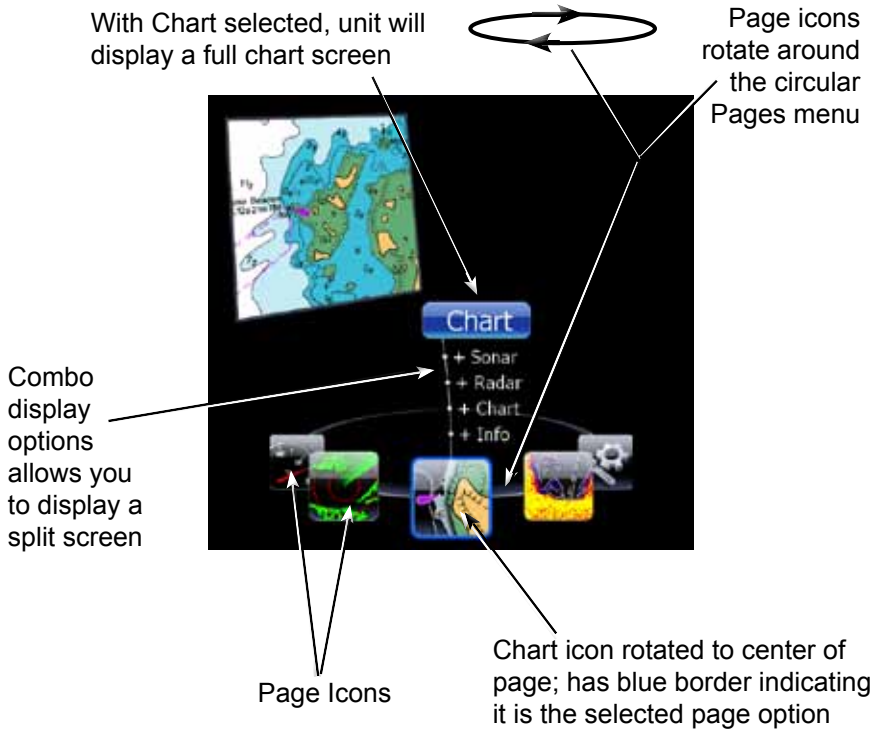 With Chart selected, unit will
display a full chart screen
Page icons
rotate around
the circular
Pages menu
Chart
+ Sonar
+ Radar
+ Chart
+ Info
Combo
display
options
allows you
to display a
split screen
Page Icons
Chart icon rotated to center of
page; has blue border indicating
it is the selected page option